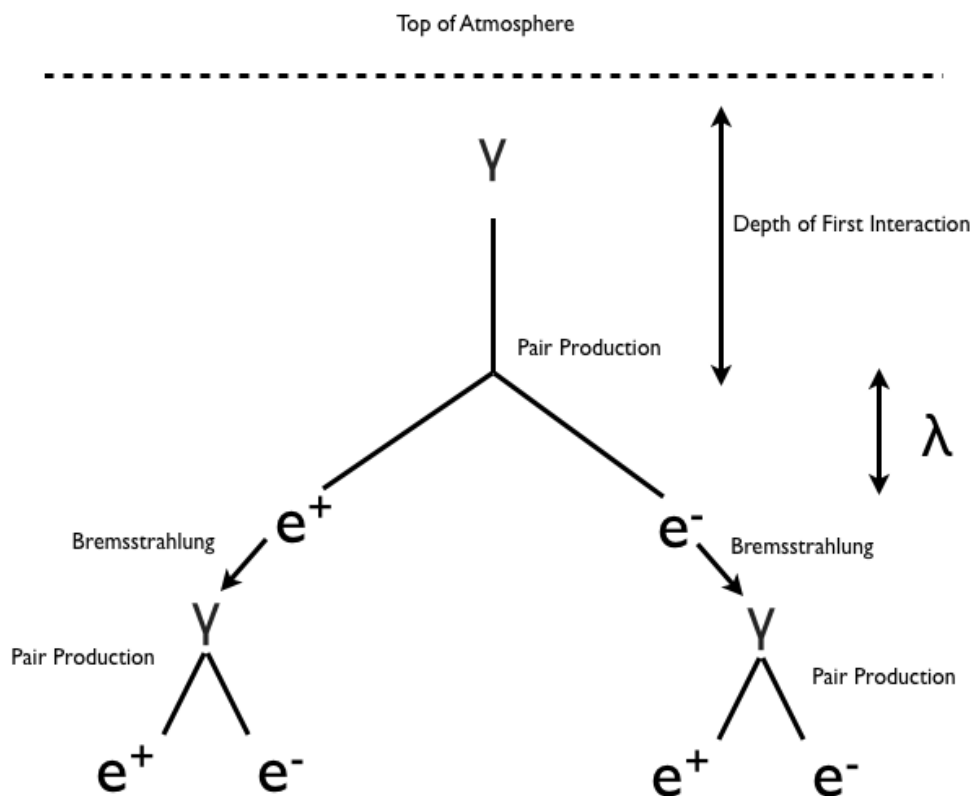 Top of Atmosphere
γ
Depth of First Interaction
Pair Production
λ
e⁺
e⁻
Bremsstrahlung
Bremsstrahlung
γ
γ
Pair Production
Pair Production
e⁺
e⁻
e⁺
e⁻